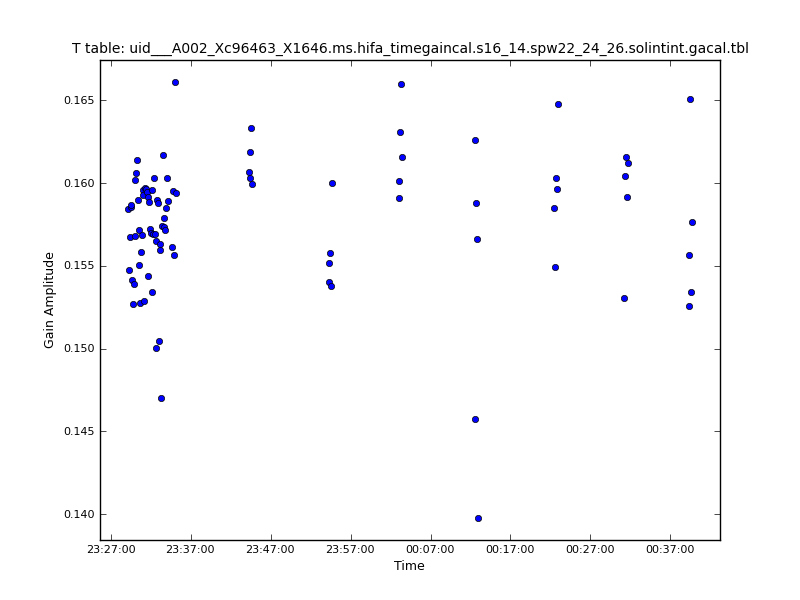 T table: uid___A002_Xc96463_X1646.ms.hifa_timegaincal.s16_14.spw22_24_26.solintint.gacal.tbl
Gain Amplitude
0.165
0.160
0.155
0.150
0.145
0.140
23:27:00 23:37:00 23:47:00 23:57:00 00:07:00 00:17:00 00:27:00 00:37:00
Time